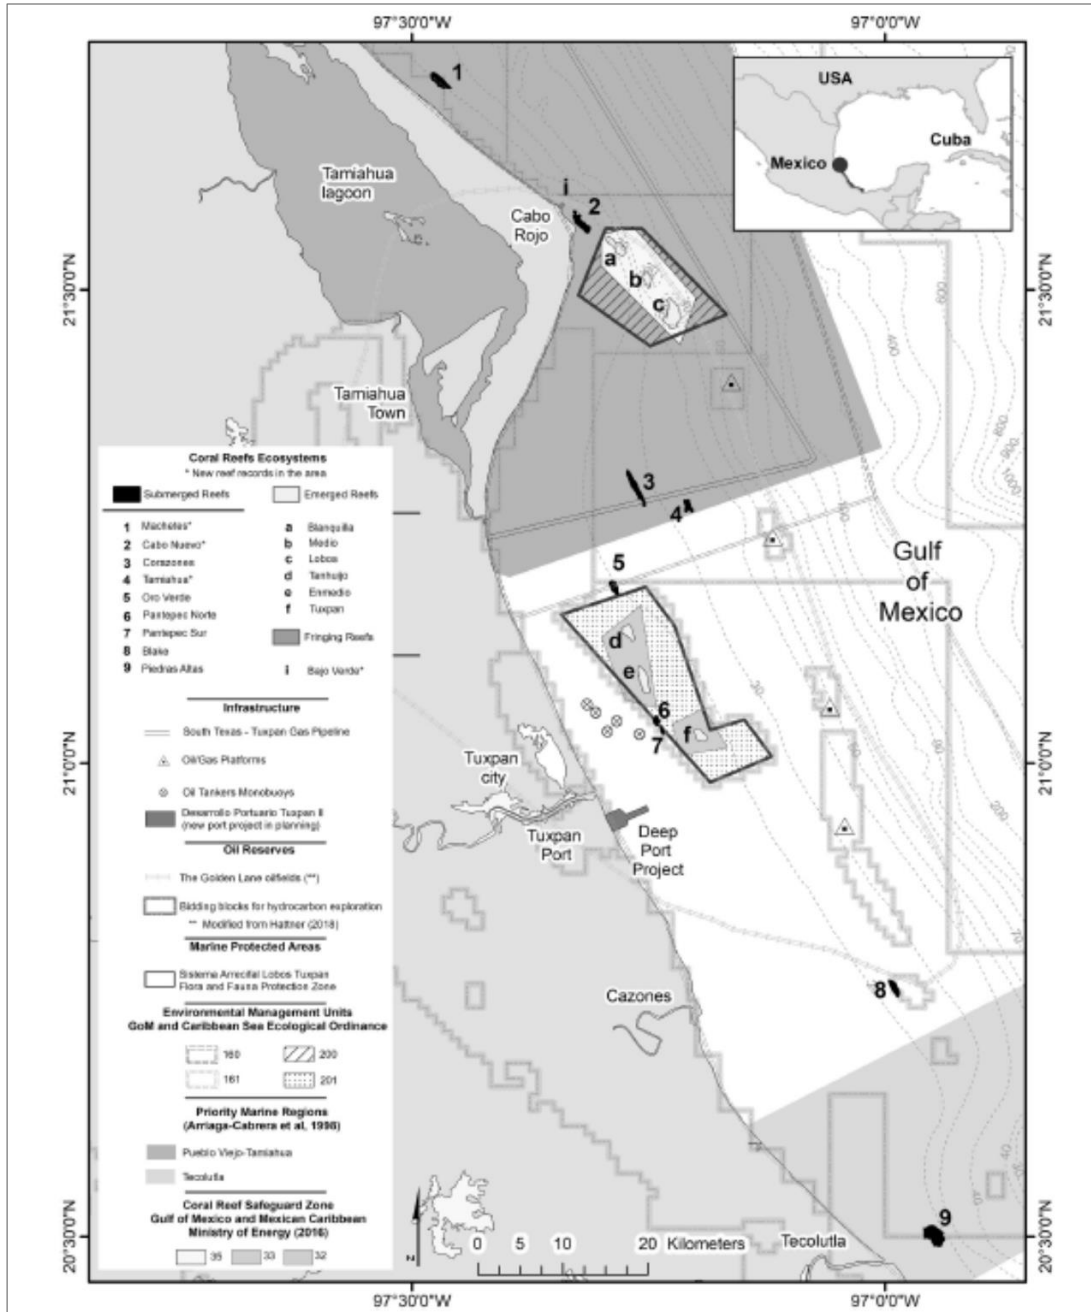 97°30'0"W
97°0'0"W
1
USA
Cuba
Mexico
Tamiahua
lagoon
i
2
Cabo
Rojo
a
b
c
21°30'0"N
21°30'0"N
600
400
800
900
1000
Tamiahua
Town
3
4
5
Gulf
of
Mexico
d
e
6
7
f
30
200
70
Tuxpan
city
21°0'0"N
21°0'0"N
Tuxpan
Port
Deep
Port
Project
Cazones
8
40
9
Tecolutla
20°30'0"N
20°30'0"N
Coral Reefs Ecosystems
* New reef records in the area
Submerged Reefs
Emerged Reefs
1 Machetes*
2 Cabo Nuevo*
3 Corazones
4 Tamiahua*
5 Oro Verde
6 Pantepec Norte
7 Pantepec Sur
8 Blake
9 Piedras Altas
a Blanquilla
b Medio
c Lobos
d Tanhuijo
e Enmedio
f Tuxpan
Fringing Reefs
i Bajo Verde*
Infrastructure
South Texas - Tuxpan Gas Pipeline
Oil/Gas Platforms
Oil Tankers Monobuoys
Desarrollo Portuario Tuxpan II
(new port project in planning)
Oil Reserves
The Golden Lane oilfields (**)
Bidding blocks for hydrocarbon exploration
** Modified from Hattner (2018)
Marine Protected Areas
Sistema Arrecifal Lobos Tuxpan
Flora and Fauna Protection Zone
Environmental Management Units
GoM and Caribbean Sea Ecological Ordinance
160
200
161
201
Priority Marine Regions
(Arriaga-Cabrera et al, 1998)
Pueblo Viejo-Tamiahua
Tecolutla
Coral Reef Safeguard Zone
Gulf of Mexico and Mexican Caribbean
Ministry of Energy (2016)
35
33
32
N
0 5 10 20 Kilometers
97°30'0"W
97°0'0"W